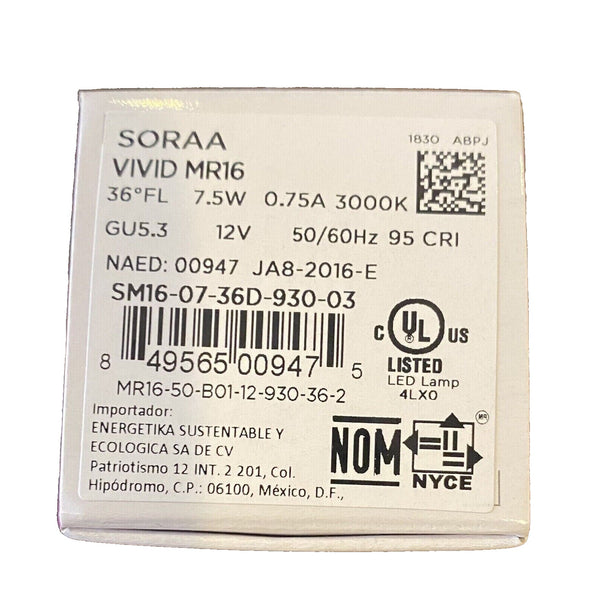 SORAA
1830 ABPJ
VIVID MR16
36°FL 7.5W 0.75A 3000K
GU5.3 12V 50/60Hz 95 CRI
NAED: 00947 JA8-2016-E
SM16-07-36D-930-03
8 49565 00947 5
MR16-50-B01-12-930-36-2
C UL US
LISTED
LED Lamp
4LX0
Importador:
ENERGETIKA SUSTENTABLE Y
ECOLOGICA SA DE CV
Patriotismo 12 INT. 2 201, Col.
Hipódromo, C.P.: 06100, México, D.F.,
NOM
NYCE
MR